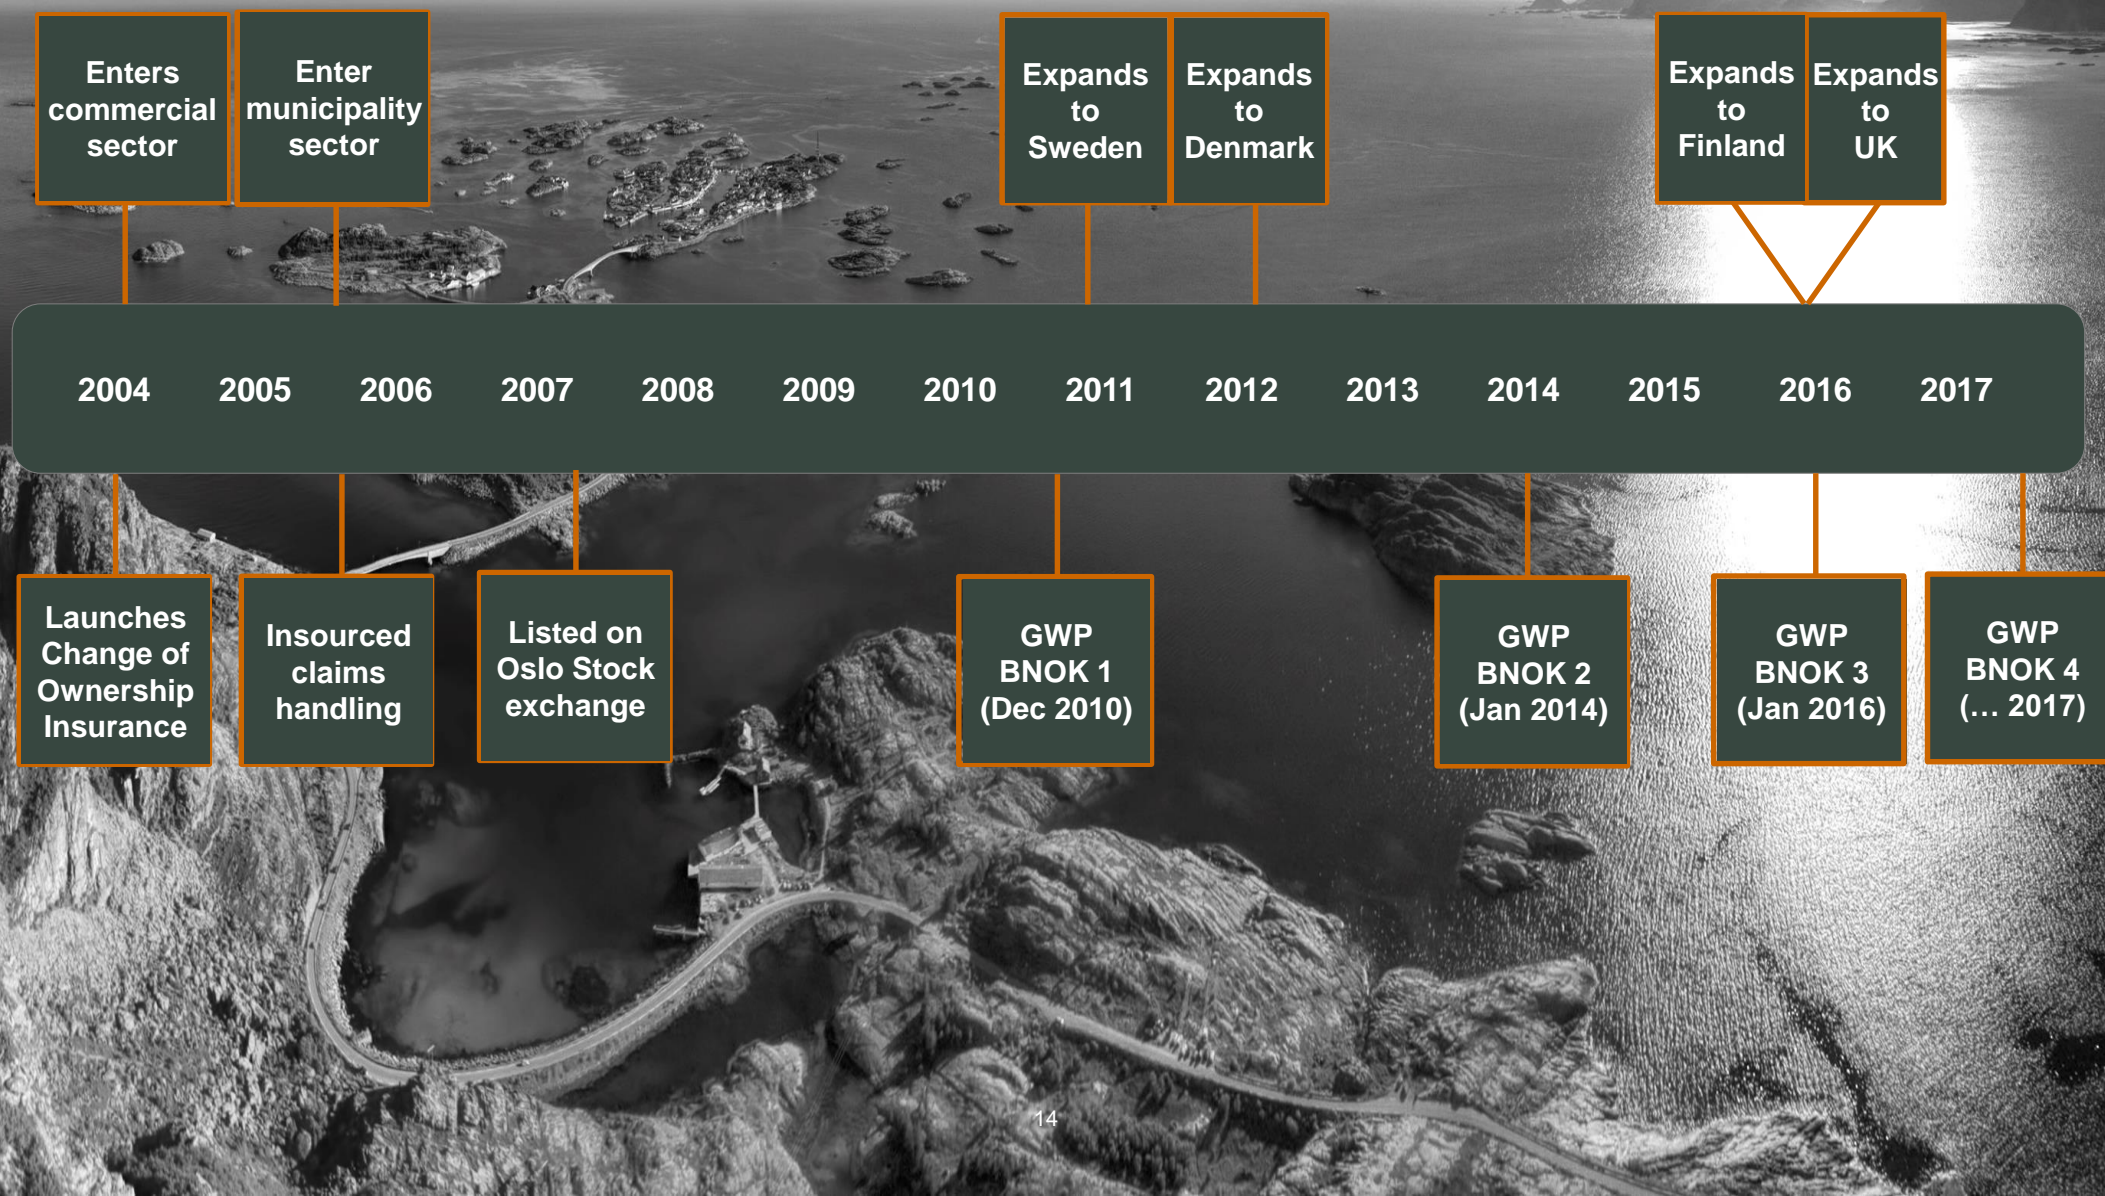 Enters
commercial
sector
Enter
municipality
sector
Expands
to
Sweden
Expands
to
Denmark
Expands
to
Finland
Expands
to
UK
2004 2005 2006 2007 2008 2009 2010 2011 2012 2013 2014 2015 2016 2017
Launches
Change of
Ownership
Insurance
Insourced
claims
handling
Listed on
Oslo Stock
exchange
GWP
BNOK 1
(Dec 2010)
GWP
BNOK 2
(Jan 2014)
GWP
BNOK 3
(Jan 2016)
GWP
BNOK 4
(… 2017)
14